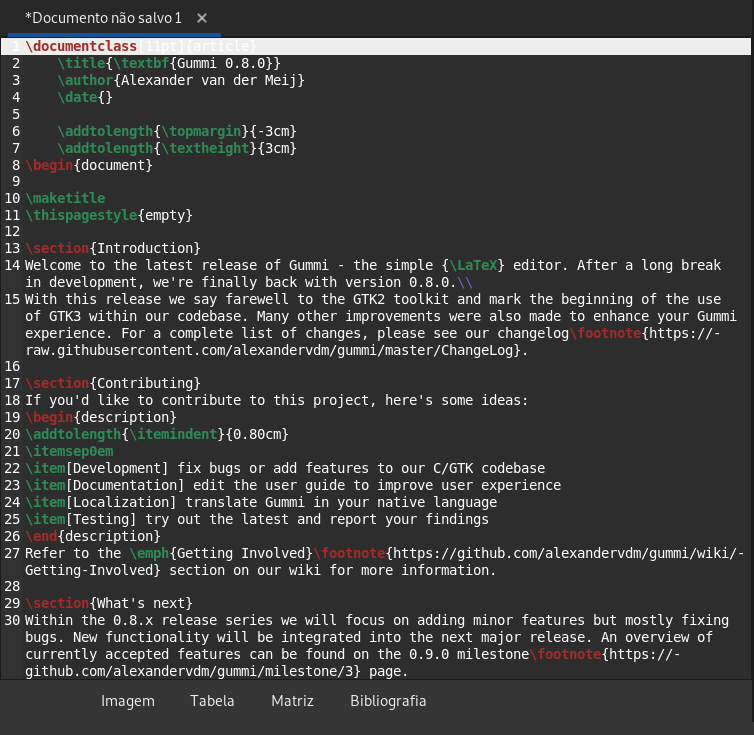 *Documento não salvo 1 ×
1 \documentclass[11pt]{article}
2 \title{\textbf{Gummi 0.8.0}}
3 \author{Alexander van der Meij}
4 \date{}
5
6 \addtolength{\topmargin}{-3cm}
7 \addtolength{\textheight}{3cm}
8 \begin{document}
9
10 \maketitle
11 \thispagestyle{empty}
12
13 \section{Introduction}
14 Welcome to the latest release of Gummi - the simple {\LaTeX} editor. After a long break
in development, we're finally back with version 0.8.0.\\
15 With this release we say farewell to the GTK2 toolkit and mark the beginning of the use
of GTK3 within our codebase. Many other improvements were also made to enhance your Gummi
experience. For a complete list of changes, please see our changelog\footnote{https://-
raw.githubusercontent.com/alexandervdm/gummi/master/ChangeLog}.
16
17 \section{Contributing}
18 If you'd like to contribute to this project, here's some ideas:
19 \begin{description}
20 \addtolength{\itemindent}{0.80cm}
21 \itemsep0em
22 \item[Development] fix bugs or add features to our C/GTK codebase
23 \item[Documentation] edit the user guide to improve user experience
24 \item[Localization] translate Gummi in your native language
25 \item[Testing] try out the latest and report your findings
26 \end{description}
27 Refer to the \emph{Getting Involved}\footnote{https://github.com/alexandervdm/gummi/wiki/-
Getting-Involved} section on our wiki for more information.
28
29 \section{What's next}
30 Within the 0.8.x release series we will focus on adding minor features but mostly fixing
bugs. New functionality will be integrated into the next major release. An overview of
currently accepted features can be found on the 0.9.0 milestone\footnote{https://-
github.com/alexandervdm/gummi/milestone/3} page.
Imagem Tabela Matriz Bibliografia